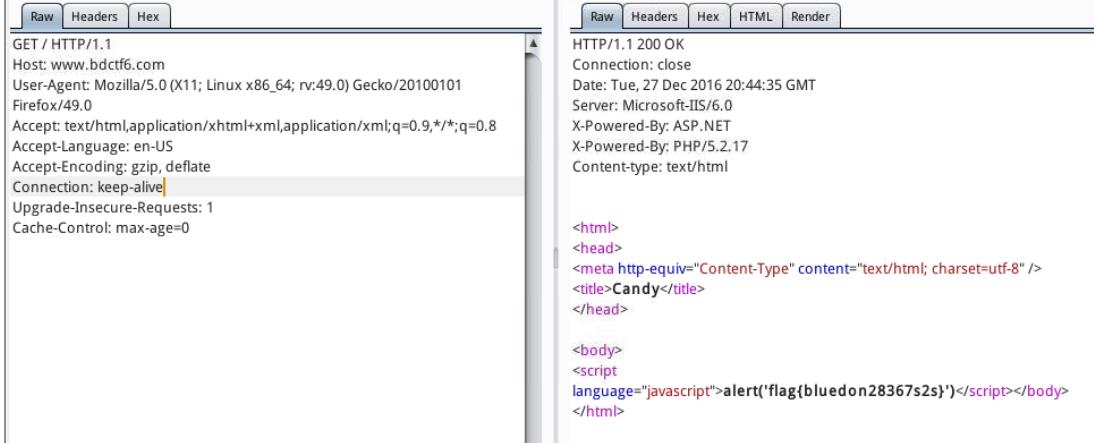 Raw Headers Hex
GET / HTTP/1.1
Host: www.bdctf6.com
User-Agent: Mozilla/5.0 (X11; Linux x86_64; rv:49.0) Gecko/20100101
Firefox/49.0
Accept: text/html,application/xhtml+xml,application/xml;q=0.9,*/*;q=0.8
Accept-Language: en-US
Accept-Encoding: gzip, deflate
Connection: keep-alive
Upgrade-Insecure-Requests: 1
Cache-Control: max-age=0
Raw Headers Hex HTML Render
HTTP/1.1 200 OK
Connection: close
Date: Tue, 27 Dec 2016 20:44:35 GMT
Server: Microsoft-IIS/6.0
X-Powered-By: ASP.NET
X-Powered-By: PHP/5.2.17
Content-type: text/html
<html>
<head>
<meta http-equiv="Content-Type" content="text/html; charset=utf-8" />
<title>Candy</title>
</head>
<body>
<script
language="javascript">alert('flag{bluedon28367s2s}')</script></body>
</html>